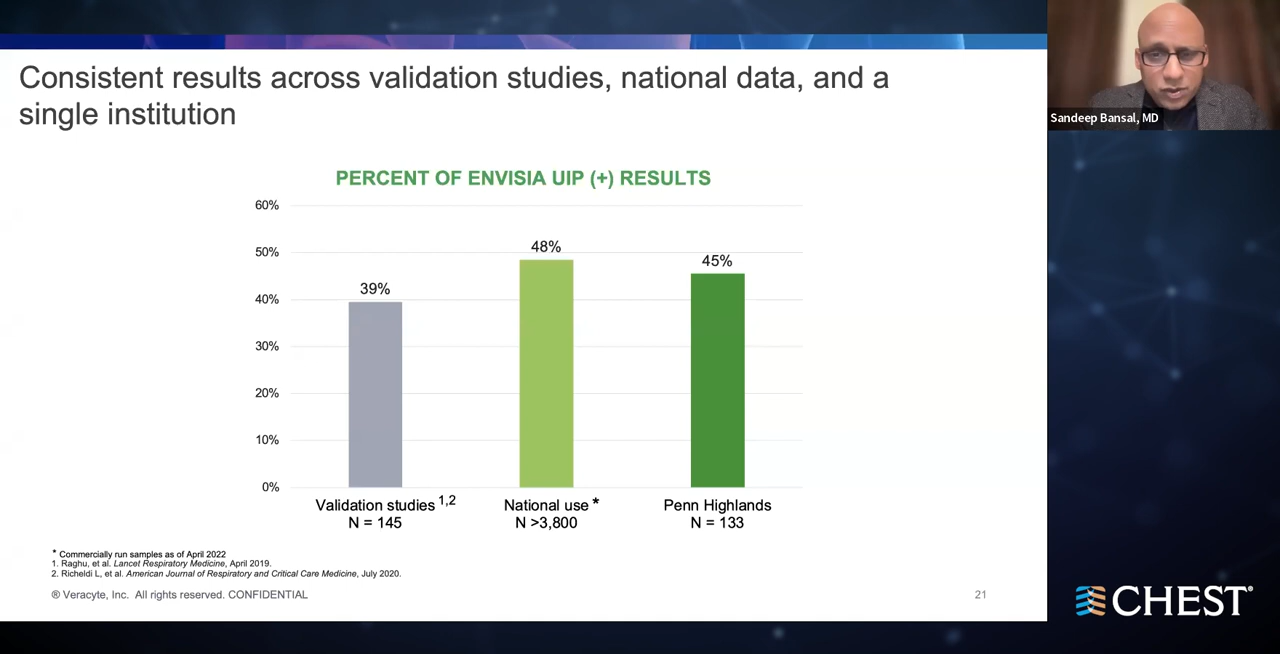 Consistent results across validation studies, national data, and a
single institution
Sandeep Bansal, MD
PERCENT OF ENVISIA UIP (+) RESULTS
60%
50%
40%
30%
20%
10%
0%
39%
48%
45%
Validation studies 1,2
N = 145
National use *
N >3,800
Penn Highlands
N = 133
* Commercially run samples as of April 2022
1. Raghu, et al. Lancet Respiratory Medicine, April 2019.
2. Richeldi L, et al. American Journal of Respiratory and Critical Care Medicine, July 2020.
® Veracyte, Inc. All rights reserved. CONFIDENTIAL
21
CHEST®